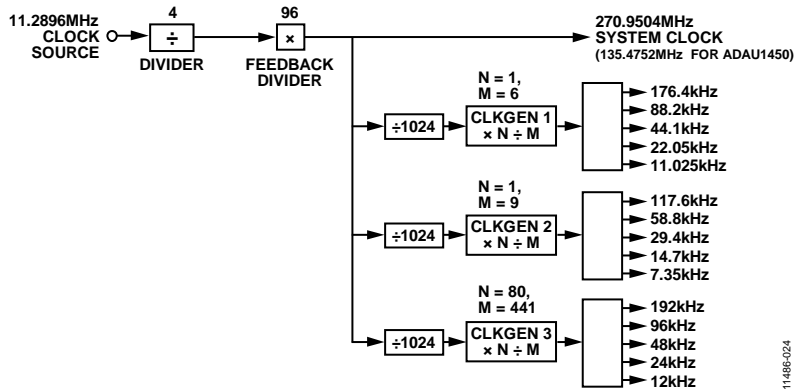 11.2896MHz
CLOCK
SOURCE
4
÷
DIVIDER
96
×
FEEDBACK
DIVIDER
270.9504MHz
SYSTEM CLOCK
(135.4752MHz FOR ADAU1450)
÷1024
N = 1,
M = 6
CLKGEN 1
× N ÷ M
176.4kHz
88.2kHz
44.1kHz
22.05kHz
11.025kHz
÷1024
N = 1,
M = 9
CLKGEN 2
× N ÷ M
117.6kHz
58.8kHz
29.4kHz
14.7kHz
7.35kHz
÷1024
N = 80,
M = 441
CLKGEN 3
× N ÷ M
192kHz
96kHz
48kHz
24kHz
12kHz
11486-024